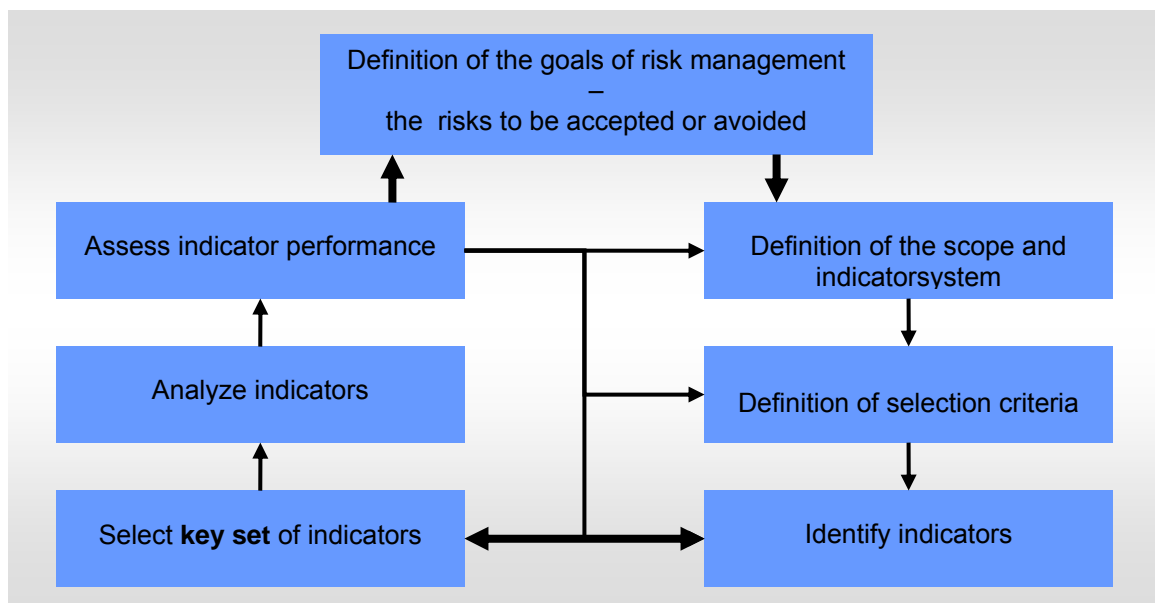 Definition of the goals of risk management
–
the risks to be accepted or avoided
Assess indicator performance
Definition of the scope and
indicatorsystem
Analyze indicators
Definition of selection criteria
Select key set of indicators
Identify indicators